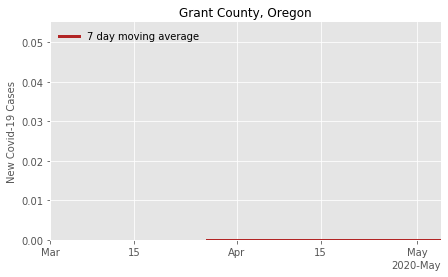 Grant County, Oregon
7 day moving average
New Covid-19 Cases
0.05
0.04
0.03
0.02
0.01
0.00
Mar 15 Apr 15 May
2020-May